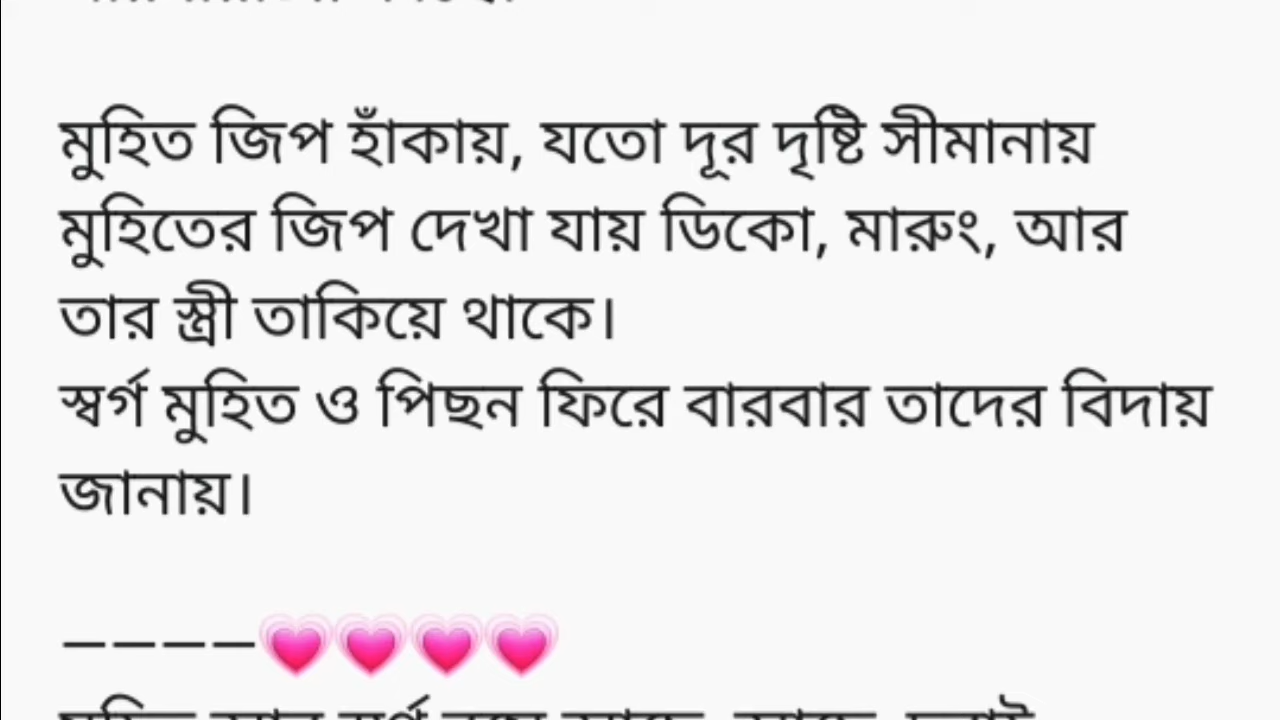 মুহিত জিপ হাঁকায়, যতো দূর দৃষ্টি সীমানায়
মুহিতের জিপ দেখা যায় ডিকো, মারুং, আর
তার স্ত্রী তাকিয়ে থাকে।
স্বর্গ মুহিত ও পিছন ফিরে বারবার তাদের বিদায়
জানায়।
————💗💗💗💗